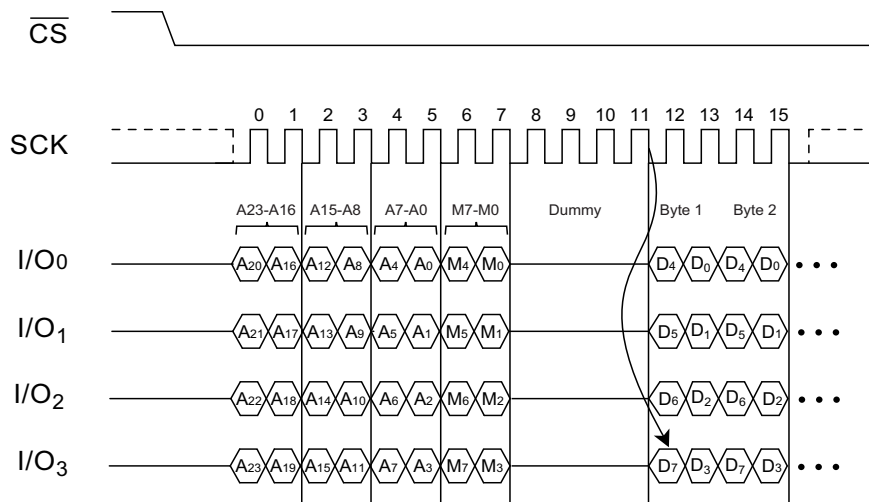 CS
0 1 2 3 4 5 6 7 8 9 10 11 12 13 14 15
SCK
A23-A16 A15-A8 A7-A0 M7-M0 Dummy Byte 1 Byte 2
I/O0 A20 A16 A12 A8 A4 A0 M4 M0 D4 D0 D4 D0 • • •
I/O1 A21 A17 A13 A9 A5 A1 M5 M1 D5 D1 D5 D1 • • •
I/O2 A22 A18 A14 A10 A6 A2 M6 M2 D6 D2 D6 D2 • • •
I/O3 A23 A19 A15 A11 A7 A3 M7 M3 D7 D3 D7 D3 • • •